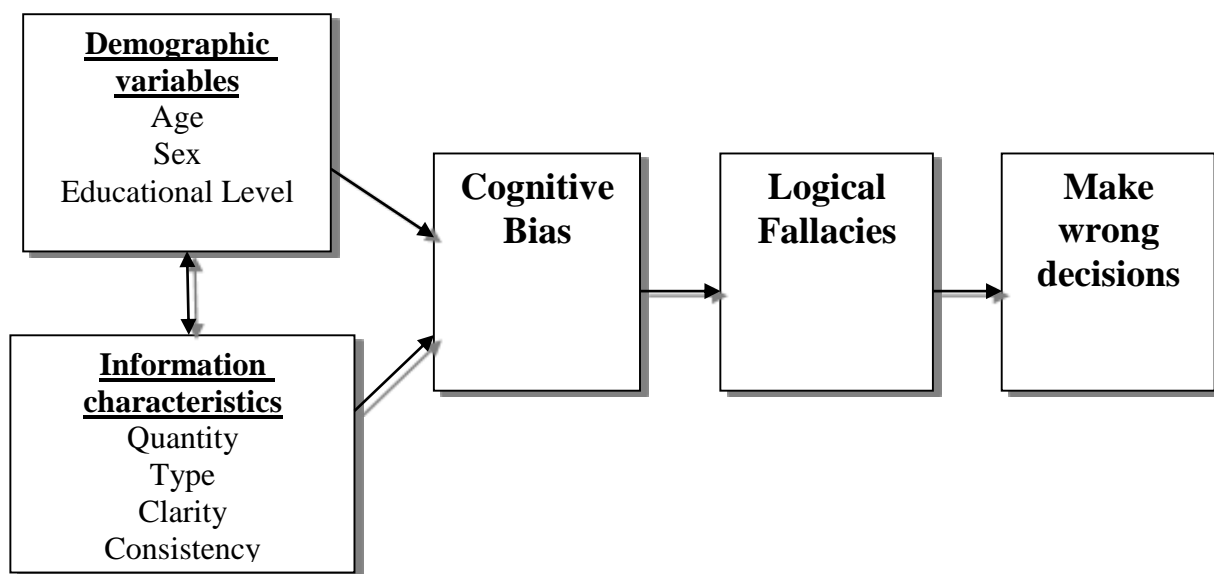 Demographic
variables
Age
Sex
Educational Level
Information
characteristics
Quantity
Type
Clarity
Consistency
Cognitive
Bias
Logical
Fallacies
Make
wrong
decisions